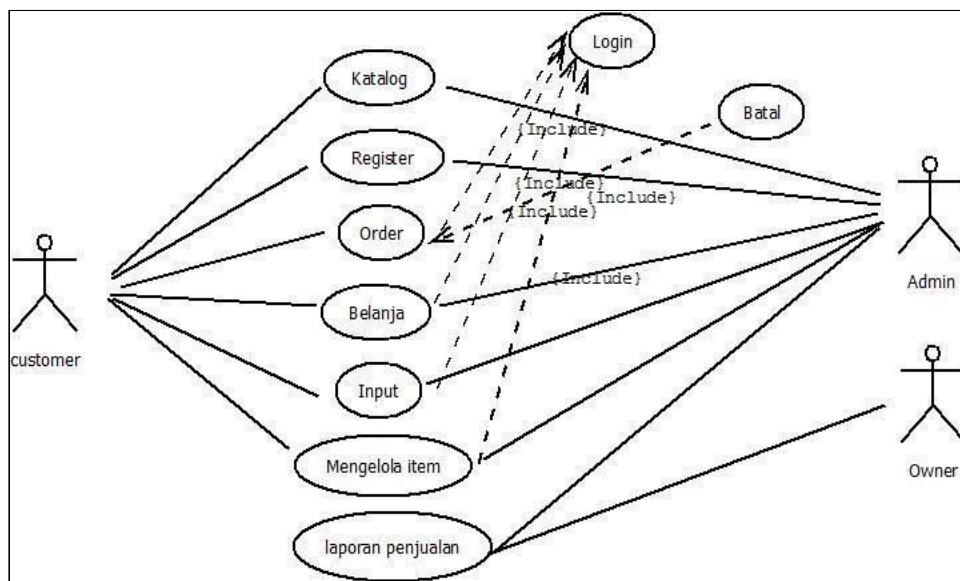 Login
Katalog
Batal
{Include}
Register
{Include}
{Include}
{Include}
Order
{Include}
Admin
Belanja
customer
Input
Mengelola item
Owner
laporan penjualan